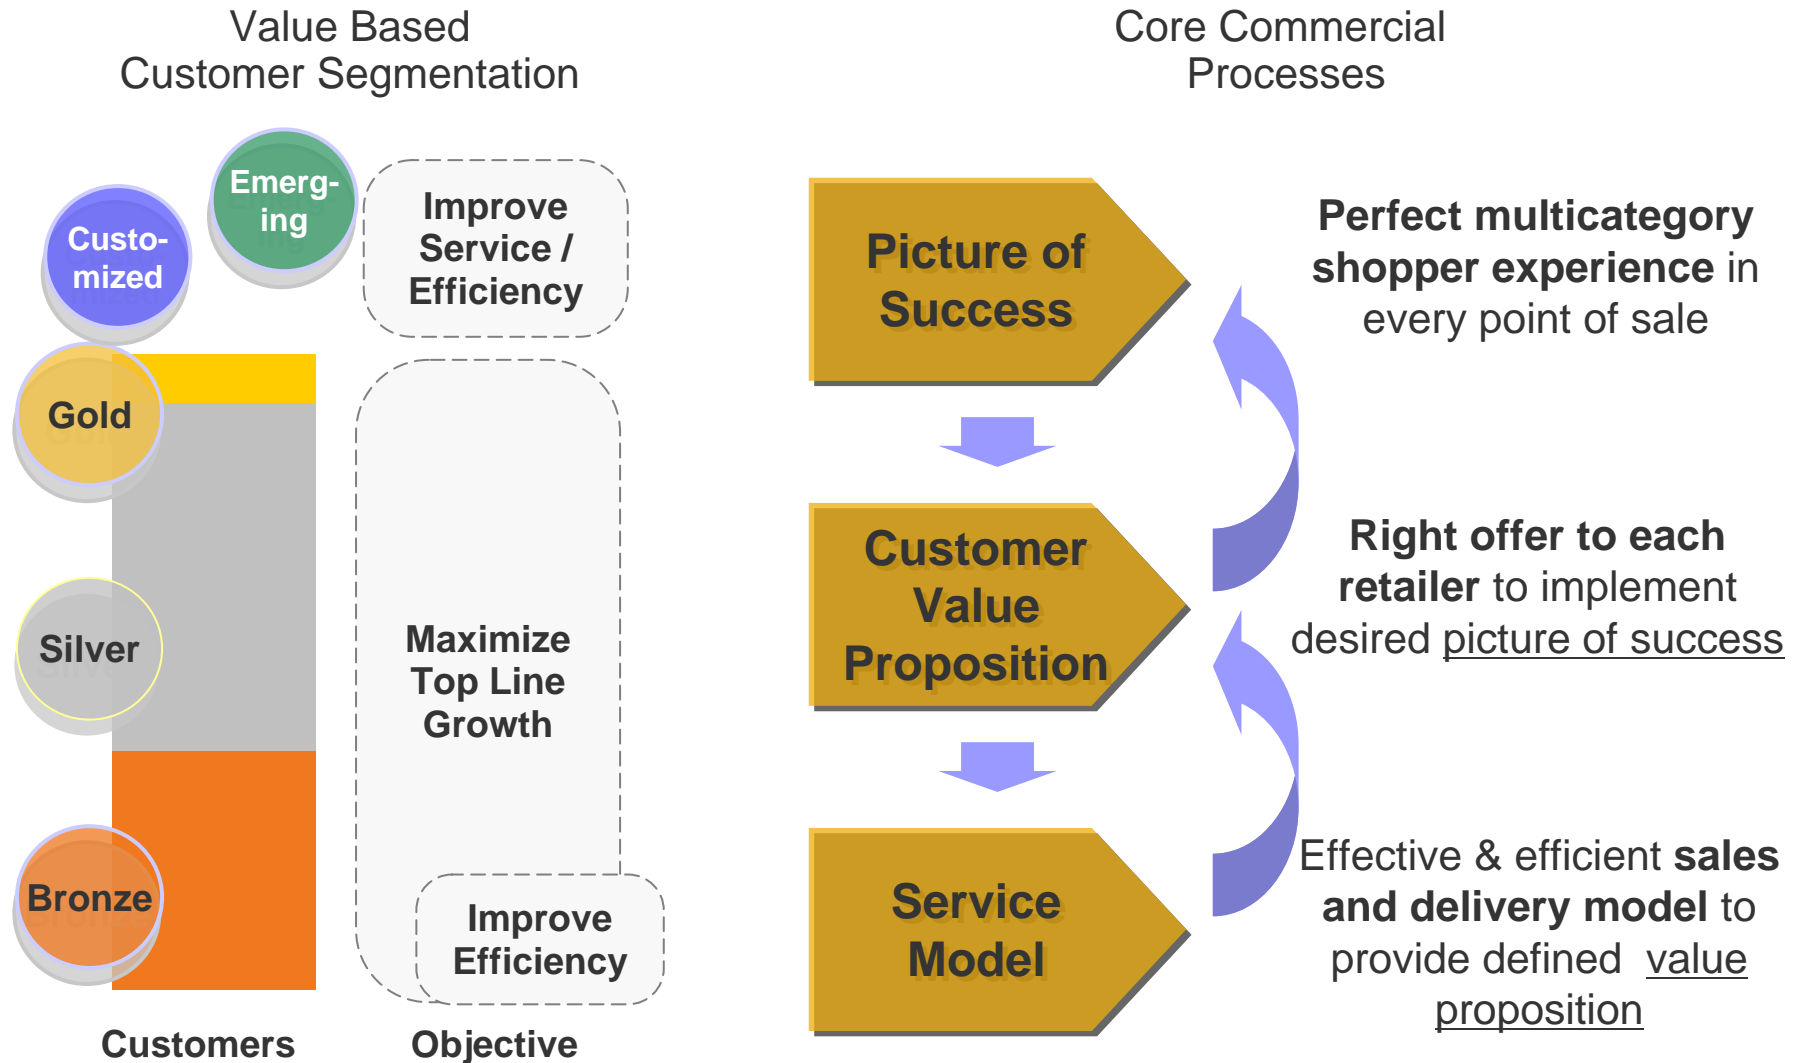 Value Based
Customer Segmentation
Custo-
mized
Emerg-
ing
Improve
Service /
Efficiency
Gold
Silver
Maximize
Top Line
Growth
Bronze
Improve
Efficiency
Customers
Objective
Core Commercial
Processes
Picture of
Success
Perfect multicategory
shopper experience in
every point of sale
Customer
Value
Proposition
Right offer to each
retailer to implement
desired picture of success
Service
Model
Effective & efficient sales
and delivery model to
provide defined value
proposition